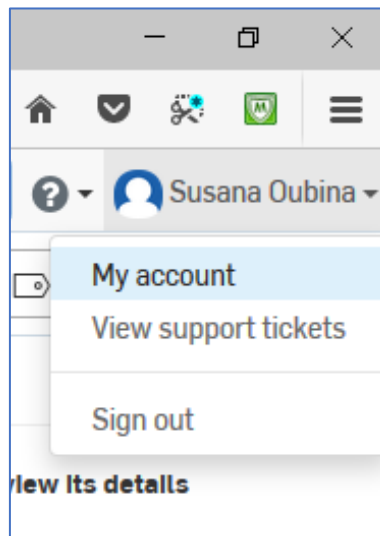 Susana Oubina
My account
View support tickets
Sign out
view its details